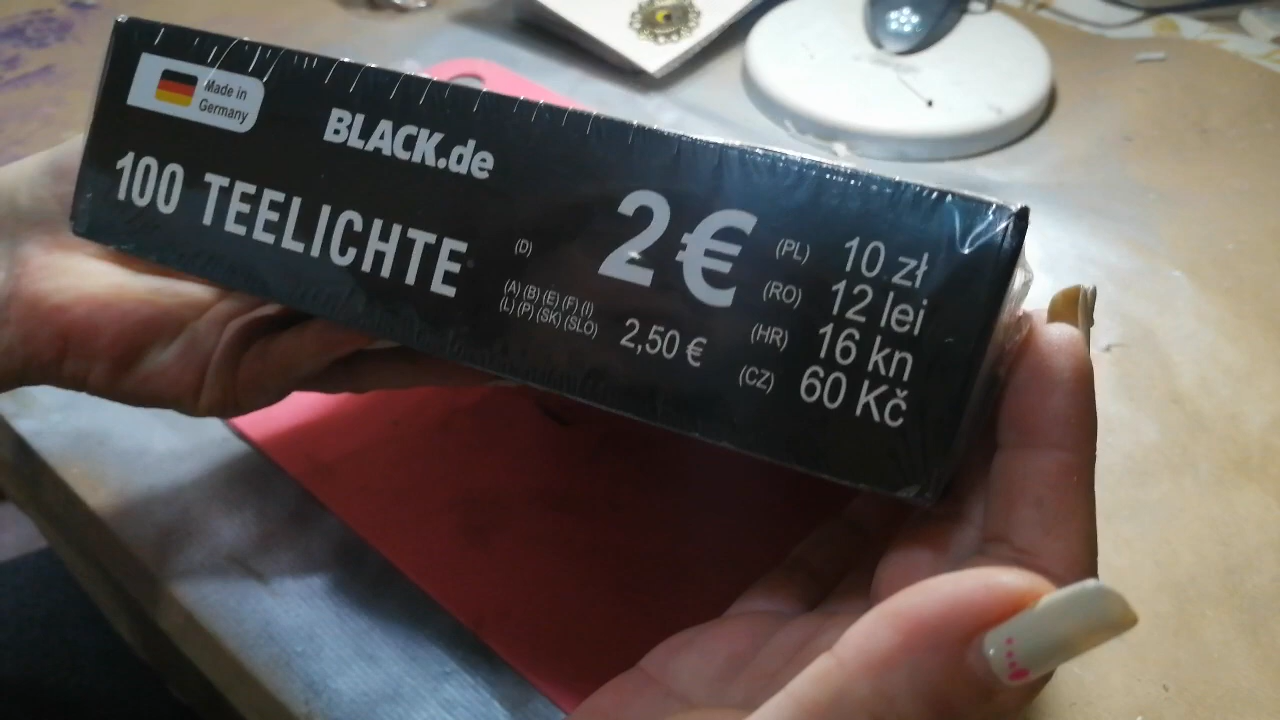 Made in
Germany
BLACK.de
100 TEELICHTE
(D) 2€
(A) (B) (E) (F) (I)
(L) (P) (SK) (SLO) 2,50 €
(PL) 10 zł
(RO) 12 lei
(HR) 16 kn
(CZ) 60 Kč